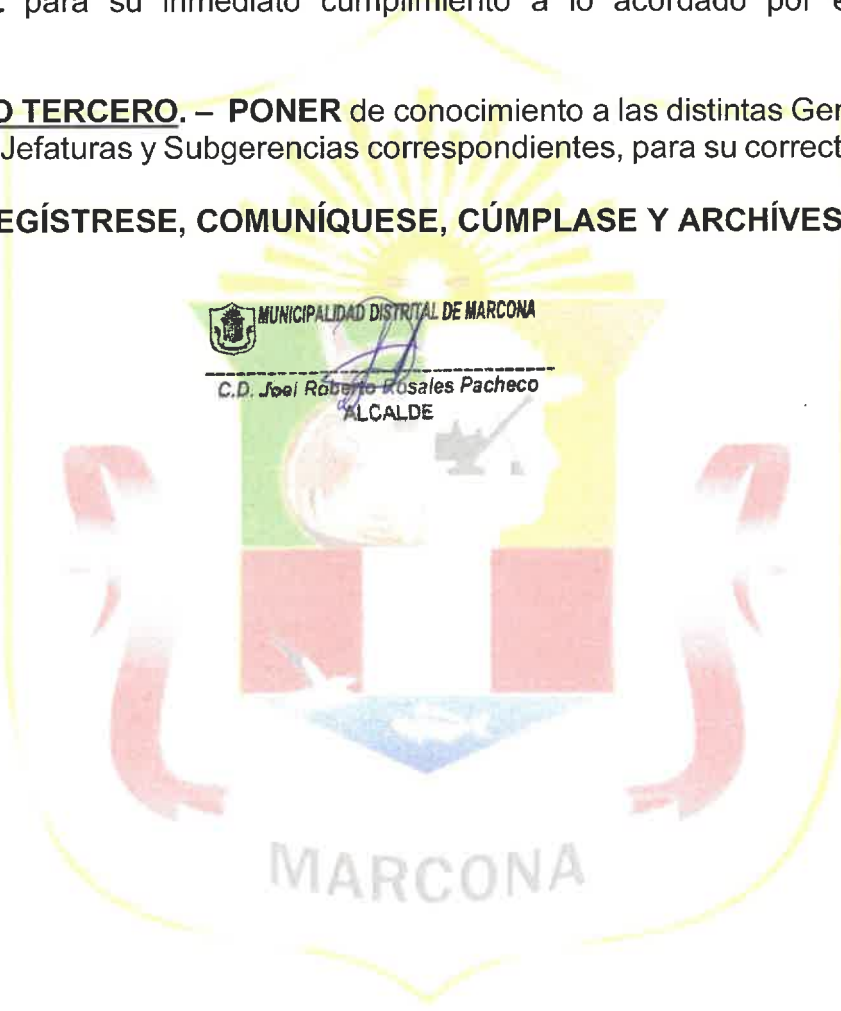 para su inmediato cumplimiento a lo acordado por e
O TERCERO. – PONER de conocimiento a las distintas Ger
Jefaturas y Subgerencias correspondientes, para su correct
EGÍSTRESE, COMUNÍQUESE, CÚMPLASE Y ARCHÍVES
MUNICIPALIDAD DISTRITAL DE MARCONA
C.D. Joel Roberto Rosales Pacheco
ALCALDE
MARCONA